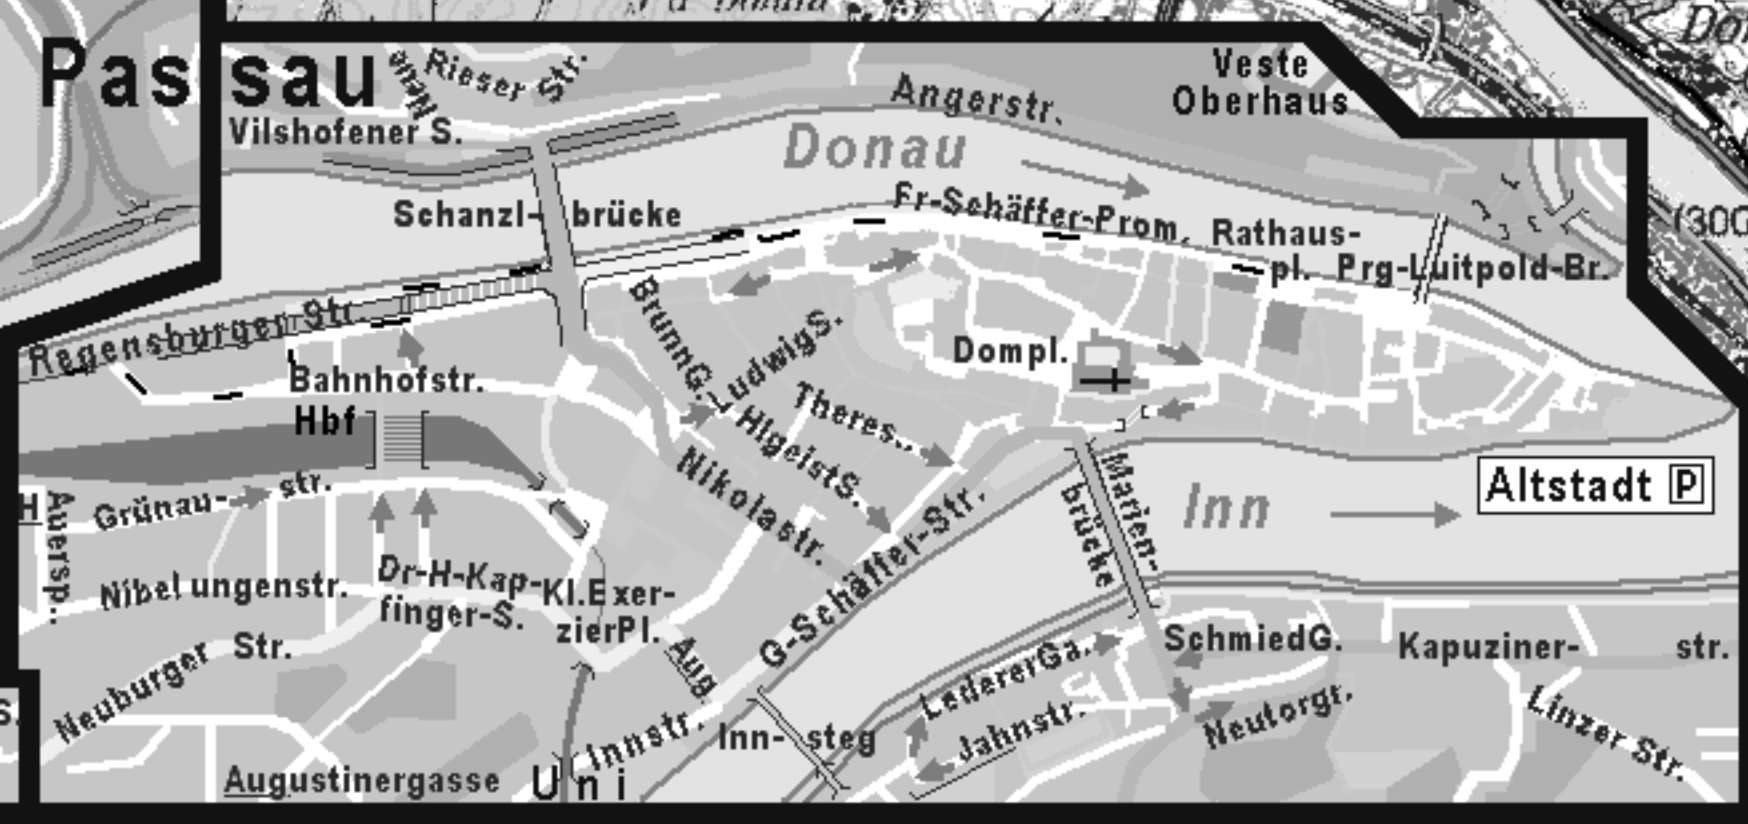 Passau
Rieser Str.
Neue
Vilshofener S.
Angerstr.
Veste
Oberhaus
Donau
Schanzl- brücke
Fr-Schäffer-Prom.
Rathaus-
pl. Prg-Luitpold-Br.
(300
Regensburger Str.
BrunnG.
LudwigS.
Dompl.
Bahnhofstr.
Hbf
Theres..
HlgeistS.
Nikolastr.
Grünau- str.
H
Auersp..
Marien-
brücke
Inn
Altstadt P
Nibelungenstr.
Dr-H-Kap-
finger-S.
Kl.Exer-
zierPl.
G-Schäffer-Str.
Neuburger Str.
Aug.
LedererGa.
SchmiedG.
Kapuziner- str.
S.
Innstr.
Inn- steg
Jahnstr.
Neutorgr.
Linzer Str.
Augustinergasse
Uni